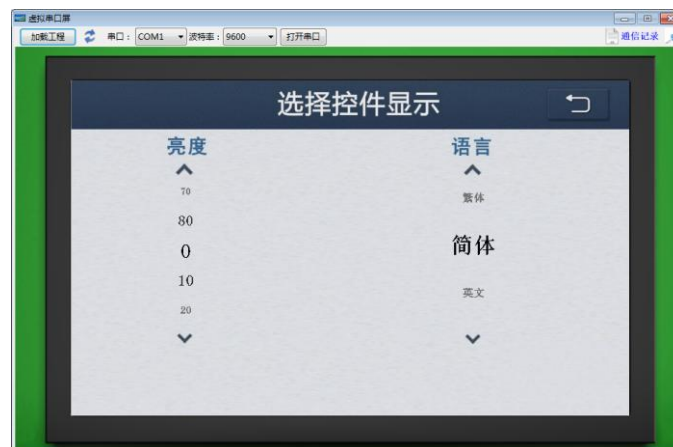 虚拟串口屏
加载工程 串口： COM1 波特率： 9600 打开串口 通信记录
选择控件显示
亮度 语言
70 繁体
80
0 简体
10
20 英文